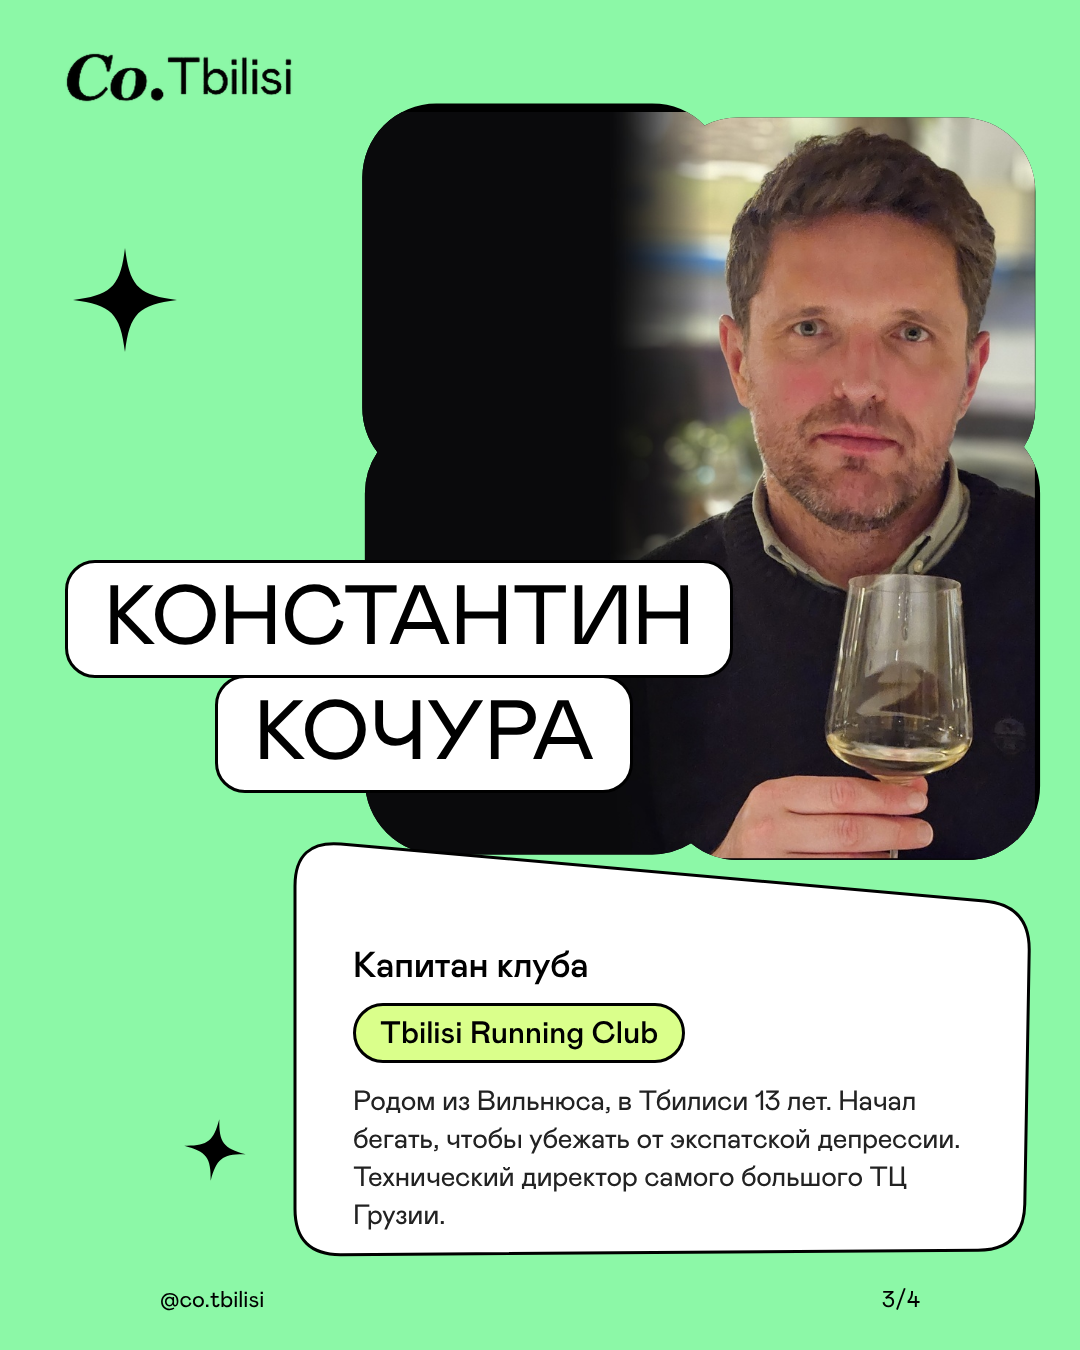 Co.Tbilisi
КОНСТАНТИН
КОЧУРА
Капитан клуба
Tbilisi Running Club
Родом из Вильнюса, в Тбилиси 13 лет. Начал
бегать, чтобы убежать от экспатской депрессии.
Технический директор самого большого ТЦ
Грузии.
@co.tbilisi
3/4